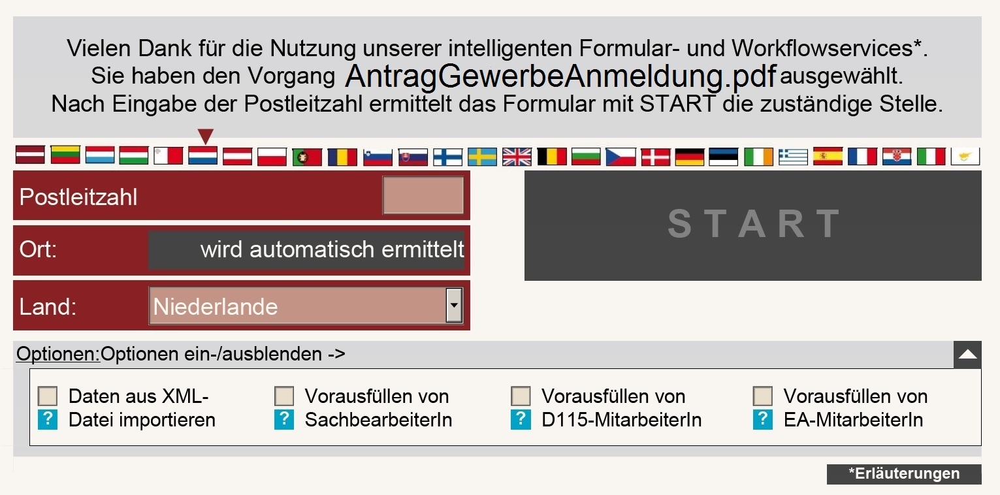 Vielen Dank für die Nutzung unserer intelligenten Formular- und Workflowservices*.
Sie haben den Vorgang AntragGewerbeAnmeldung.pdf ausgewählt.
Nach Eingabe der Postleitzahl ermittelt das Formular mit START die zuständige Stelle.
Postleitzahl
START
Ort: wird automatisch ermittelt
Land: Niederlande
Optionen:Optionen ein-/ausblenden ->
Daten aus XML-
? Datei importieren
Vorausfüllen von
? SachbearbeiterIn
Vorausfüllen von
? D115-MitarbeiterIn
Vorausfüllen von
? EA-MitarbeiterIn
*Erläuterungen